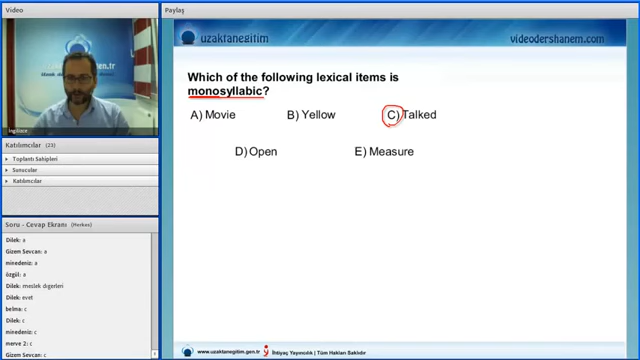 Video
Paylaş
İngilizce
Katılımcılar (23)
Toplantı Sahipleri
Sunucular
Katılımcılar
Soru - Cevap Ekranı (Herkes)
Dilek: a
Gizem Sevcan: a
miredeniz: a
özgül: a
Dilek: meslek dıgerleri
Dilek: evet
belma: c
Dilek: c
miredeniz: c
merve 2: c
Gizem Sevcan: c
uzaktanegitim
videodershanem.com
Which of the following lexical items is
monosyllabic?
A) Movie
B) Yellow
C) Talked
D) Open
E) Measure
www.uzaktanegitim.gen.tr
İhtiyaç Yayıncılık | Tüm Hakları Saklıdır